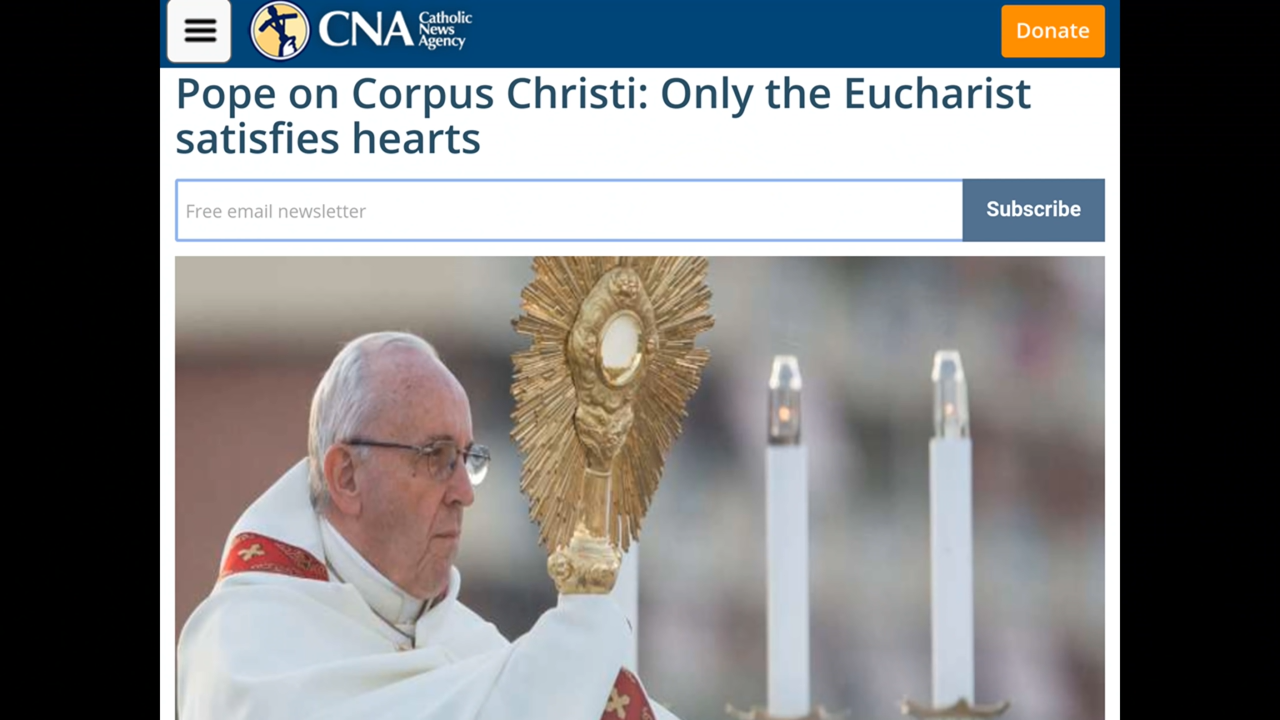 CNA
Catholic
News
Agency
Donate
Pope on Corpus Christi: Only the Eucharist
satisfies hearts
Free email newsletter
Subscribe